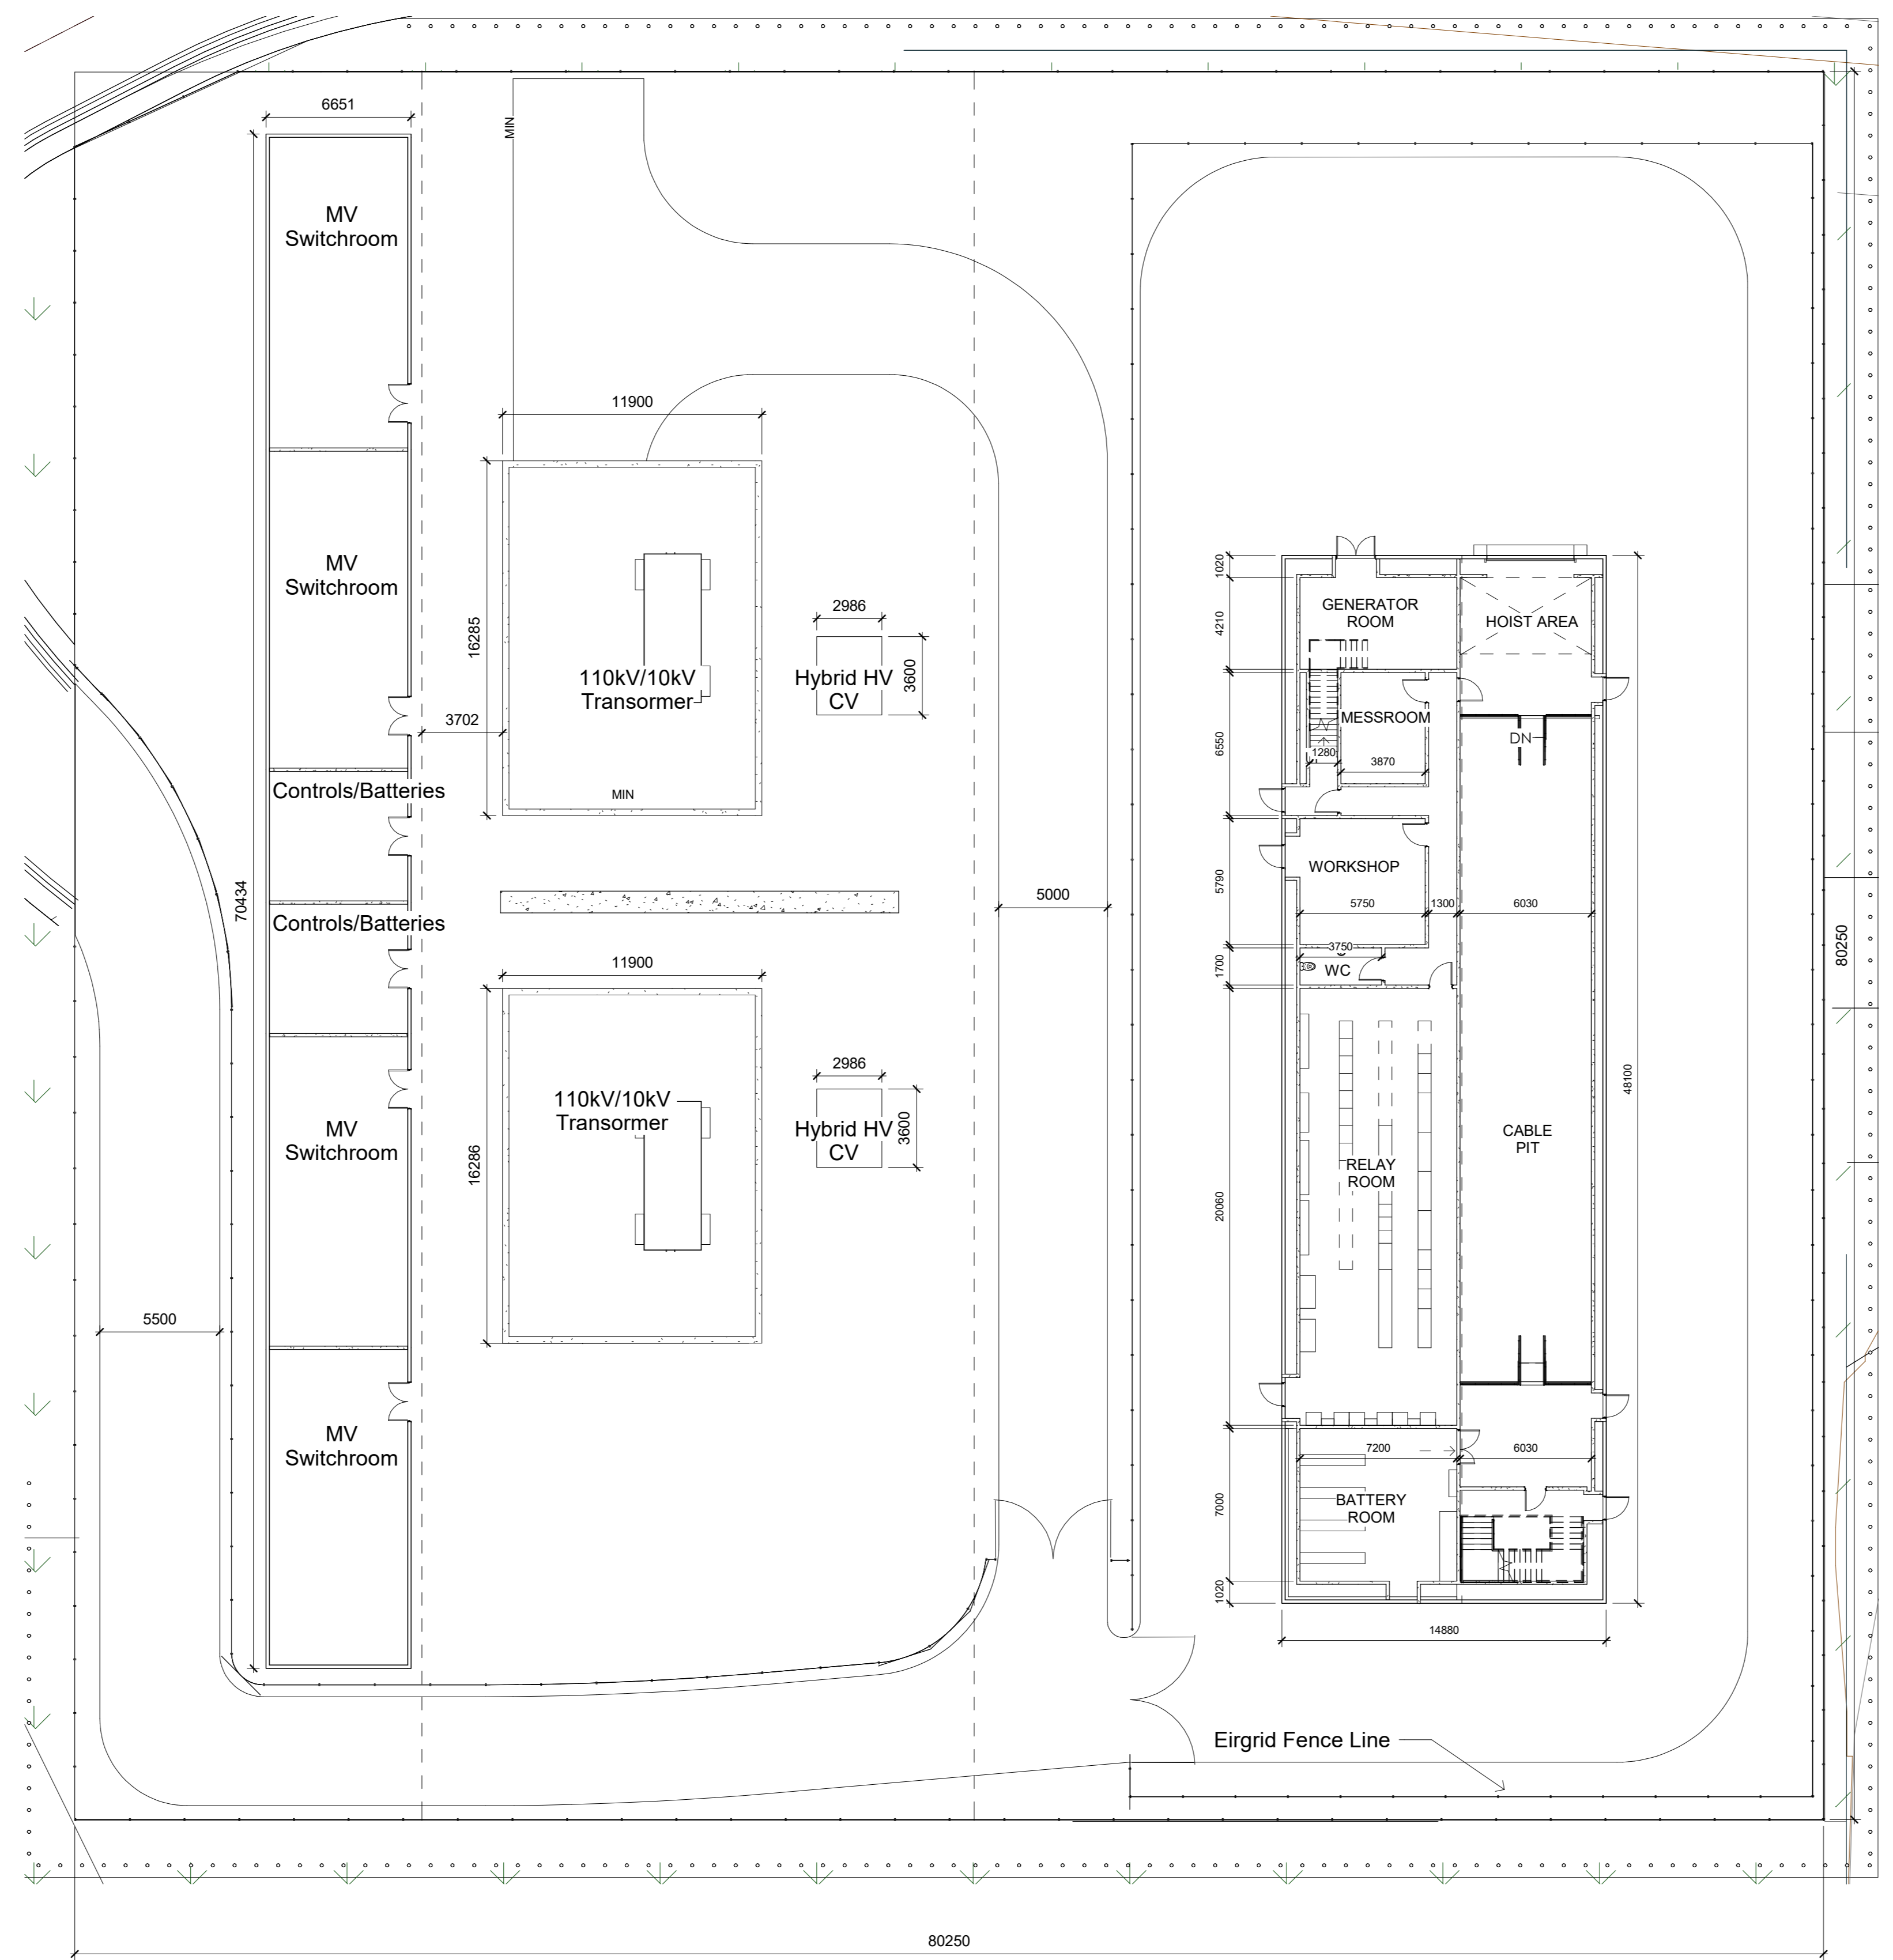 6651
MIN
MV
Switchroom
11900
MV
Switchroom
16285
2986
110kV/10kV
Transormer
Hybrid HV
CV
3600
3702
Controls/Batteries
MIN
70434
Controls/Batteries
5000
11900
2986
MV
Switchroom
110kV/10kV
Transormer
Hybrid HV
CV
3600
16286
5500
MV
Switchroom
1020
GENERATOR
ROOM
HOIST AREA
4210
MESSROOM
DN
6550
1280
3870
WORKSHOP
5790
5750
1300
6030
80250
3750
WC
1700
48100
CABLE
PIT
RELAY
ROOM
20060
7200
6030
BATTERY
ROOM
7000
1020
14880
Eirgrid Fence Line
80250